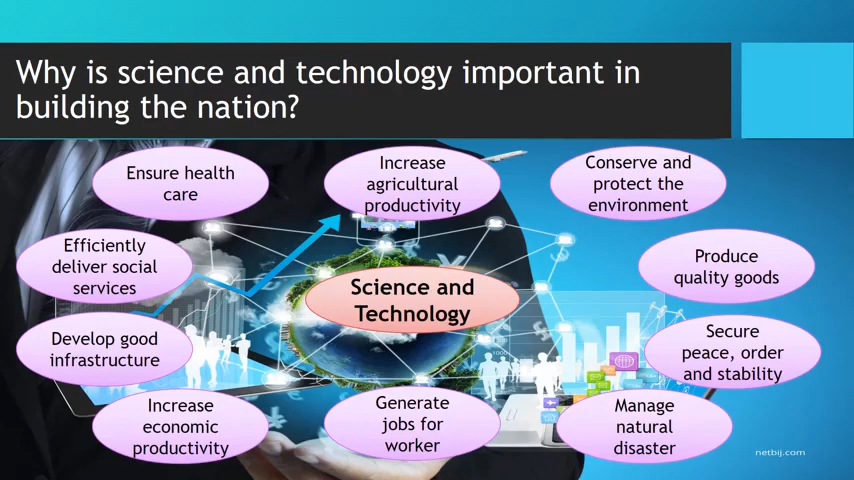 Why is science and technology important in
building the nation?
Ensure health
care
Increase
agricultural
productivity
Conserve and
protect the
environment
Efficiently
deliver social
services
Produce
quality goods
Science and
Technology
Develop good
infrastructure
Secure
peace, order
and stability
Increase
economic
productivity
Generate
jobs for
worker
Manage
natural
disaster
netbij.com